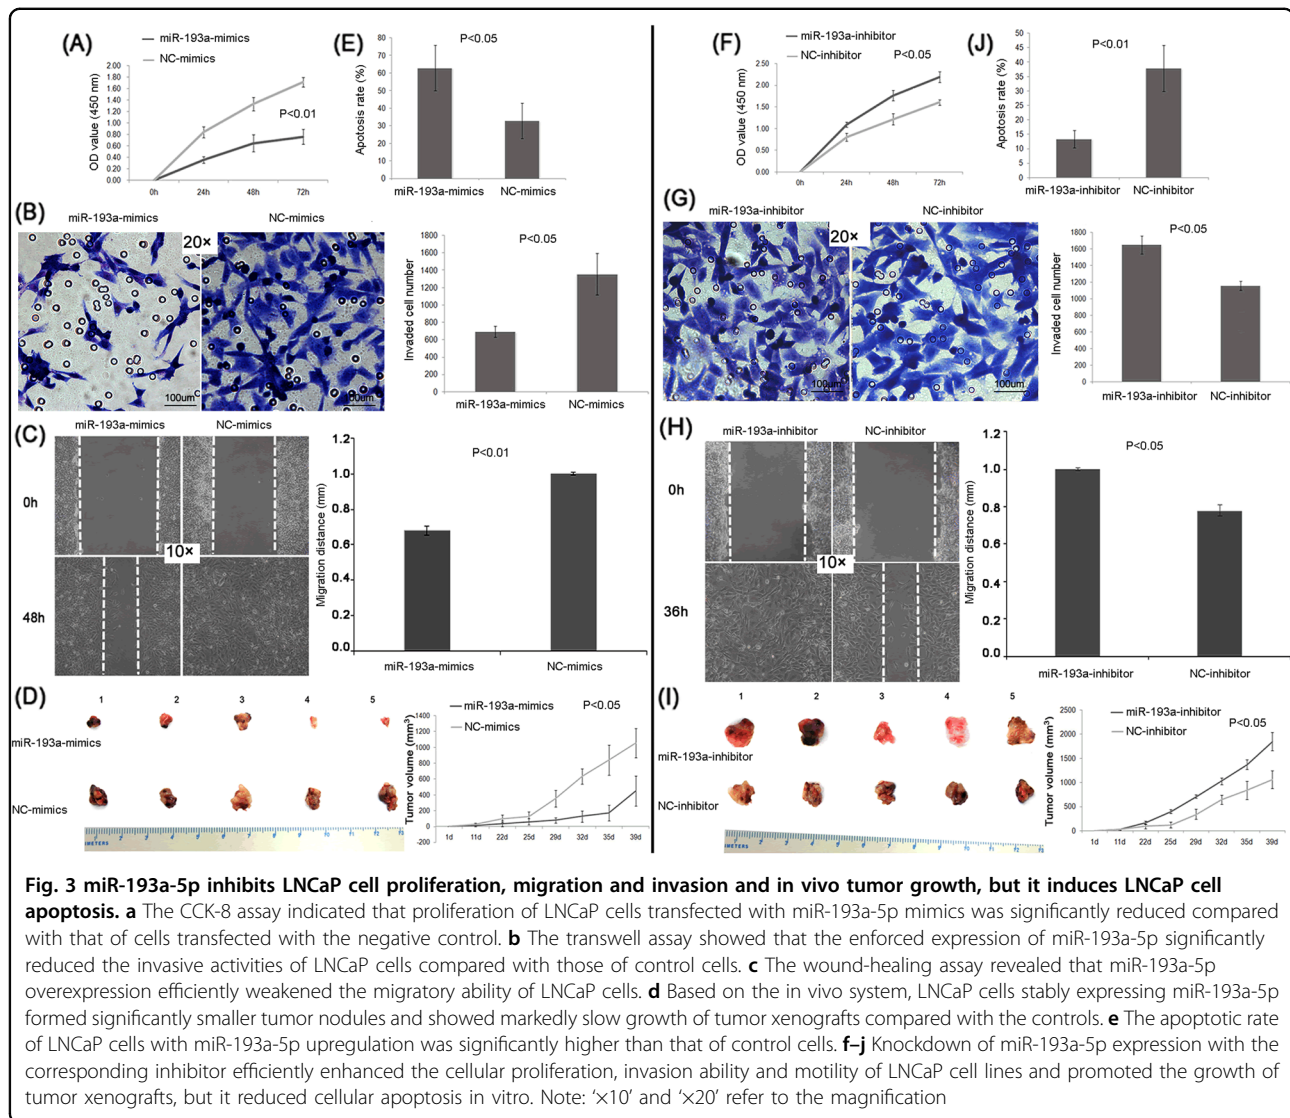 (A)
miR-193a-mimics
NC-mimics
OD value (450 nm)
2.00
1.80
1.60
1.40
1.20
1.00
0.80
0.60
0.40
0.20
0.00
P<0.01
0h 24h 48h 72h
(E)
P<0.05
Apotosis rate (%)
80
70
60
50
40
30
20
10
0
miR-193a-mimics NC-mimics
(F)
miR-193a-inhibitor
NC-inhibitor
P<0.05
OD value (450 nm)
2.50
2.00
1.50
1.00
0.50
0.00
0h 24h 48h 72h
(J)
P<0.01
Apotosis rate (%)
50
45
40
35
30
25
20
15
10
5
0
miR-193a-inhibitor NC-inhibitor
(B)
miR-193a-mimics NC-mimics
20×
100um 100um
P<0.05
Invaded cell number
1800
1600
1400
1200
1000
800
600
400
200
0
miR-193a-mimics NC-mimics
(G)
miR-193a-inhibitor NC-inhibitor
20×
100um 100um
P<0.05
Invaded cell number
1800
1600
1400
1200
1000
800
600
400
200
0
miR-193a-inhibitor NC-inhibitor
(C)
miR-193a-mimics NC-mimics
0h
10×
48h
P<0.01
Migration distance (mm)
1.2
1.0
0.8
0.6
0.4
0.2
0.0
miR-193a-mimics NC-mimics
(H)
miR-193a-inhibitor NC-inhibitor
0h
10×
36h
P<0.05
Migration distance (mm)
1.2
1.0
0.8
0.6
0.4
0.2
0.0
miR-193a-inhibitor NC-inhibitor
(D)
1 2 3 4 5
miR-193a-mimics
NC-mimics
miR-193a-mimics
NC-mimics
P<0.05
Tumor volume (mm³)
1400
1200
1000
800
600
400
200
0
-200
1d 11d 22d 25d 29d 32d 35d 39d
(I)
1 2 3 4 5
miR-193a-inhibitor
NC-inhibitor
miR-193a-inhibitor
NC-inhibitor
P<0.05
Tumor volume (mm³)
2500
2000
1500
1000
500
0
1d 11d 22d 25d 29d 32d 35d 39d
Fig. 3 miR-193a-5p inhibits LNCaP cell proliferation, migration and invasion and in vivo tumor growth, but it induces LNCaP cell
apoptosis. a The CCK-8 assay indicated that proliferation of LNCaP cells transfected with miR-193a-5p mimics was significantly reduced compared
with that of cells transfected with the negative control. b The transwell assay showed that the enforced expression of miR-193a-5p significantly
reduced the invasive activities of LNCaP cells compared with those of control cells. c The wound-healing assay revealed that miR-193a-5p
overexpression efficiently weakened the migratory ability of LNCaP cells. d Based on the in vivo system, LNCaP cells stably expressing miR-193a-5p
formed significantly smaller tumor nodules and showed markedly slow growth of tumor xenografts compared with the controls. e The apoptotic rate
of LNCaP cells with miR-193a-5p upregulation was significantly higher than that of control cells. f–j Knockdown of miR-193a-5p expression with the
corresponding inhibitor efficiently enhanced the cellular proliferation, invasion ability and motility of LNCaP cell lines and promoted the growth of
tumor xenografts, but it reduced cellular apoptosis in vitro. Note: ‘×10’ and ‘×20’ refer to the magnification